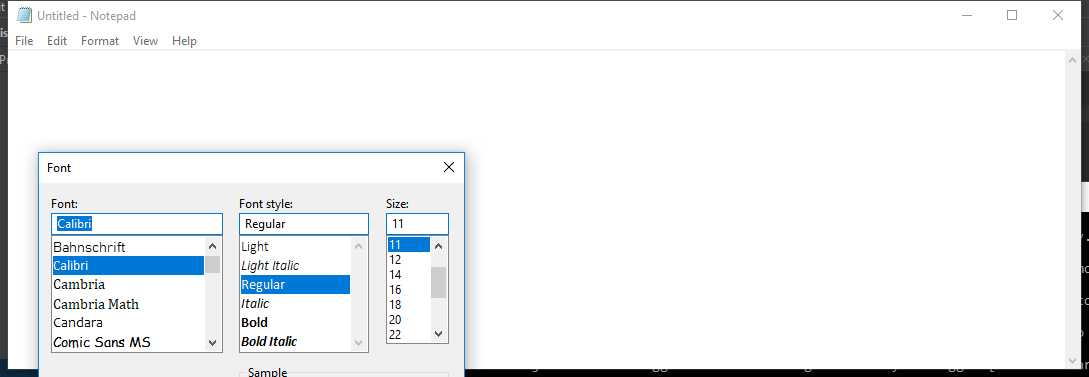 Untitled - Notepad
File Edit Format View Help
Font
Font: Font style: Size:
Calibri Regular 11
Bahnschrift Light 11
Calibri Light Italic 12
Cambria Regular 14
Cambria Math Italic 16
Candara Bold 18
Comic Sans MS Bold Italic 20
22
Sample